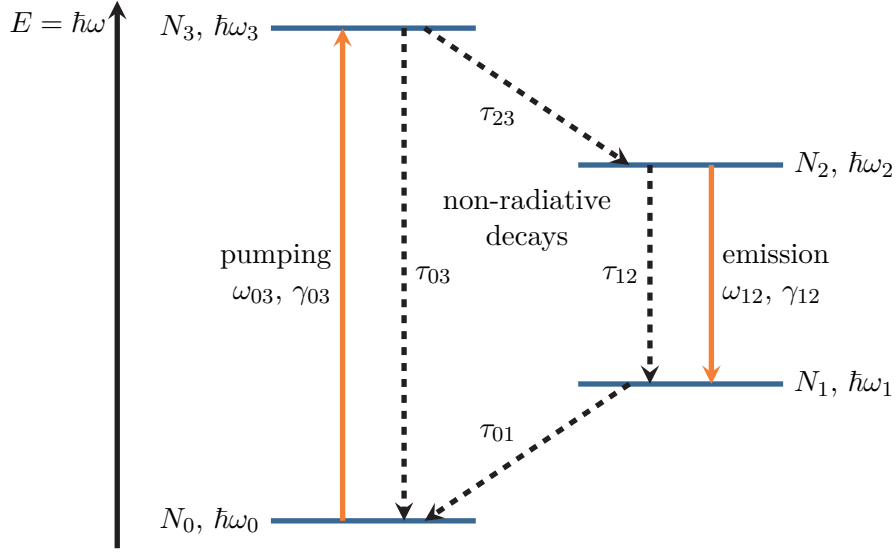 E = ħω
N₃, ħω₃
τ₂₃
N₂, ħω₂
non-radiative
decays
pumping
ω₀₃, γ₀₃
τ₀₃
τ₁₂
emission
ω₁₂, γ₁₂
N₁, ħω₁
τ₀₁
N₀, ħω₀